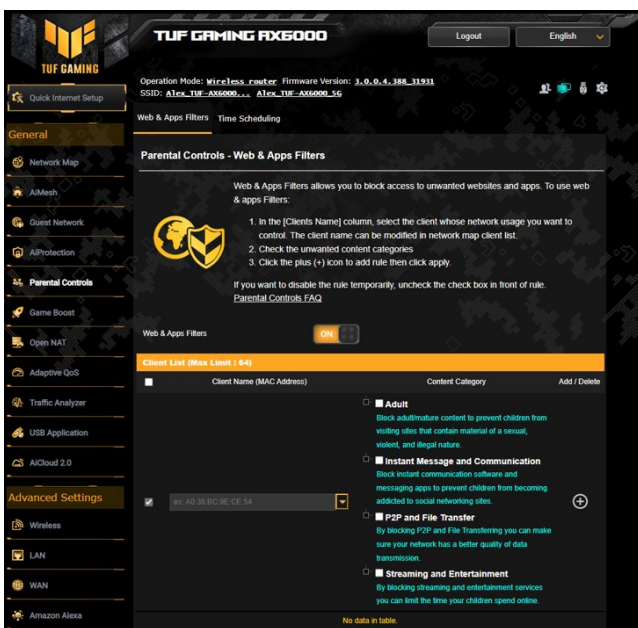 TUF GAMING
TUF GAMING AX6000
Logout
English
Operation Mode: Wireless router Firmware Version: 3.0.0.4.388_31931
SSID: Alex_TUF-AX6000... Alex_TUF-AX6000_5G
Quick Internet Setup
General
Network Map
AiMesh
Guest Network
AiProtection
Parental Controls
Game Boost
Open NAT
Adaptive QoS
Traffic Analyzer
USB Application
AiCloud 2.0
Advanced Settings
Wireless
LAN
WAN
Amazon Alexa
Web & Apps Filters Time Scheduling
Parental Controls - Web & Apps Filters
Web & Apps Filters allows you to block access to unwanted websites and apps. To use web
& apps Filters:
1. In the [Clients Name] column, select the client whose network usage you want to
control. The client name can be modified in network map client list.
2. Check the unwanted content categories
3. Click the plus (+) icon to add rule then click apply.
If you want to disable the rule temporarily, uncheck the check box in front of rule.
Parental Controls FAQ
Web & Apps Filters
ON
Client List (Max Limit : 64)
Client Name (MAC Address) Content Category Add / Delete
ex: A0:36:BC:9E:CE:54
Adult
Block adult/mature content to prevent children from
visiting sites that contain material of a sexual,
violent, and illegal nature.
Instant Message and Communication
Block instant communication software and
messaging apps to prevent children from becoming
addicted to social networking sites.
P2P and File Transfer
By blocking P2P and File Transferring you can make
sure your network has a better quality of data
transmission.
Streaming and Entertainment
By blocking streaming and entertainment services
you can limit the time your children spend online.
No data in table.